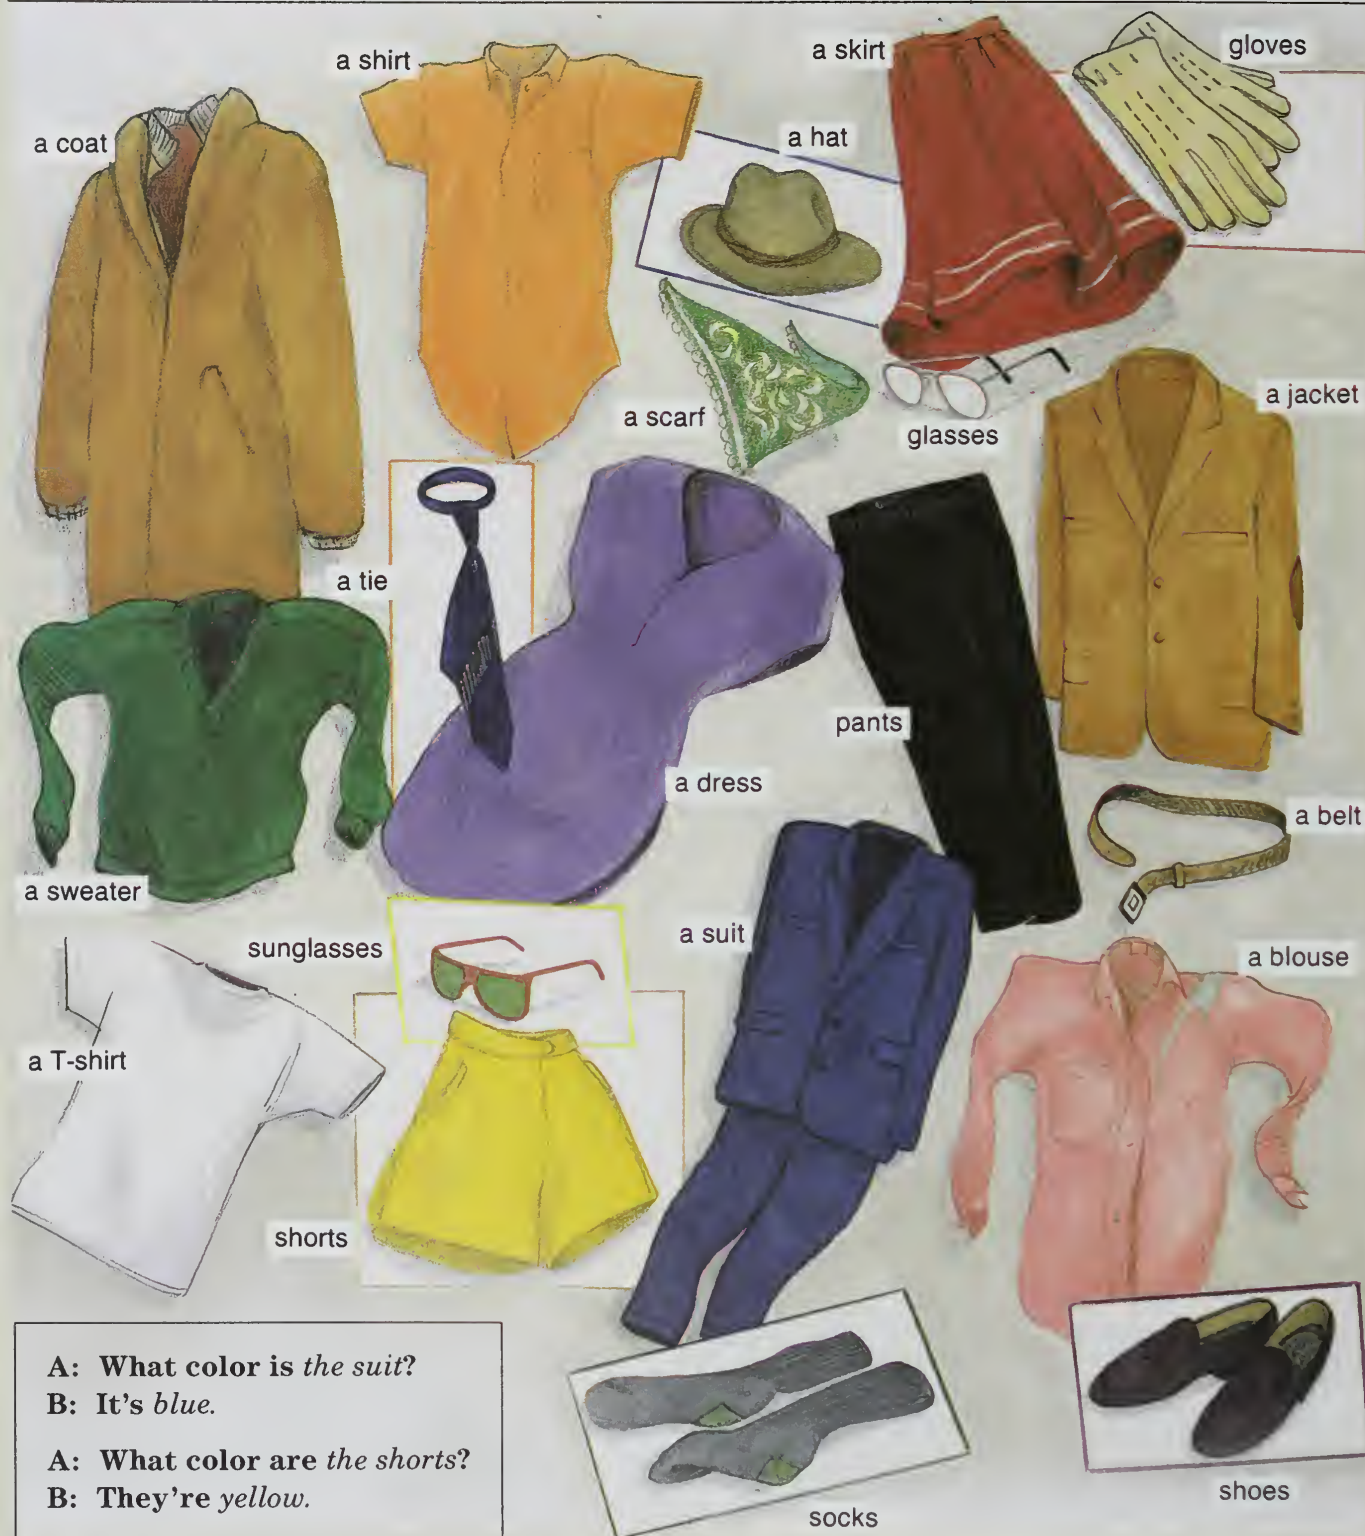 a shirt
a skirt
gloves
a coat
a hat
a jacket
a scarf
glasses
a tie
pants
a dress
a belt
a sweater
sunglasses
a suit
a blouse
a T-shirt
shorts
A: What color is the suit?
B: It's blue.
A: What color are the shorts?
B: They're yellow.
shoes
socks